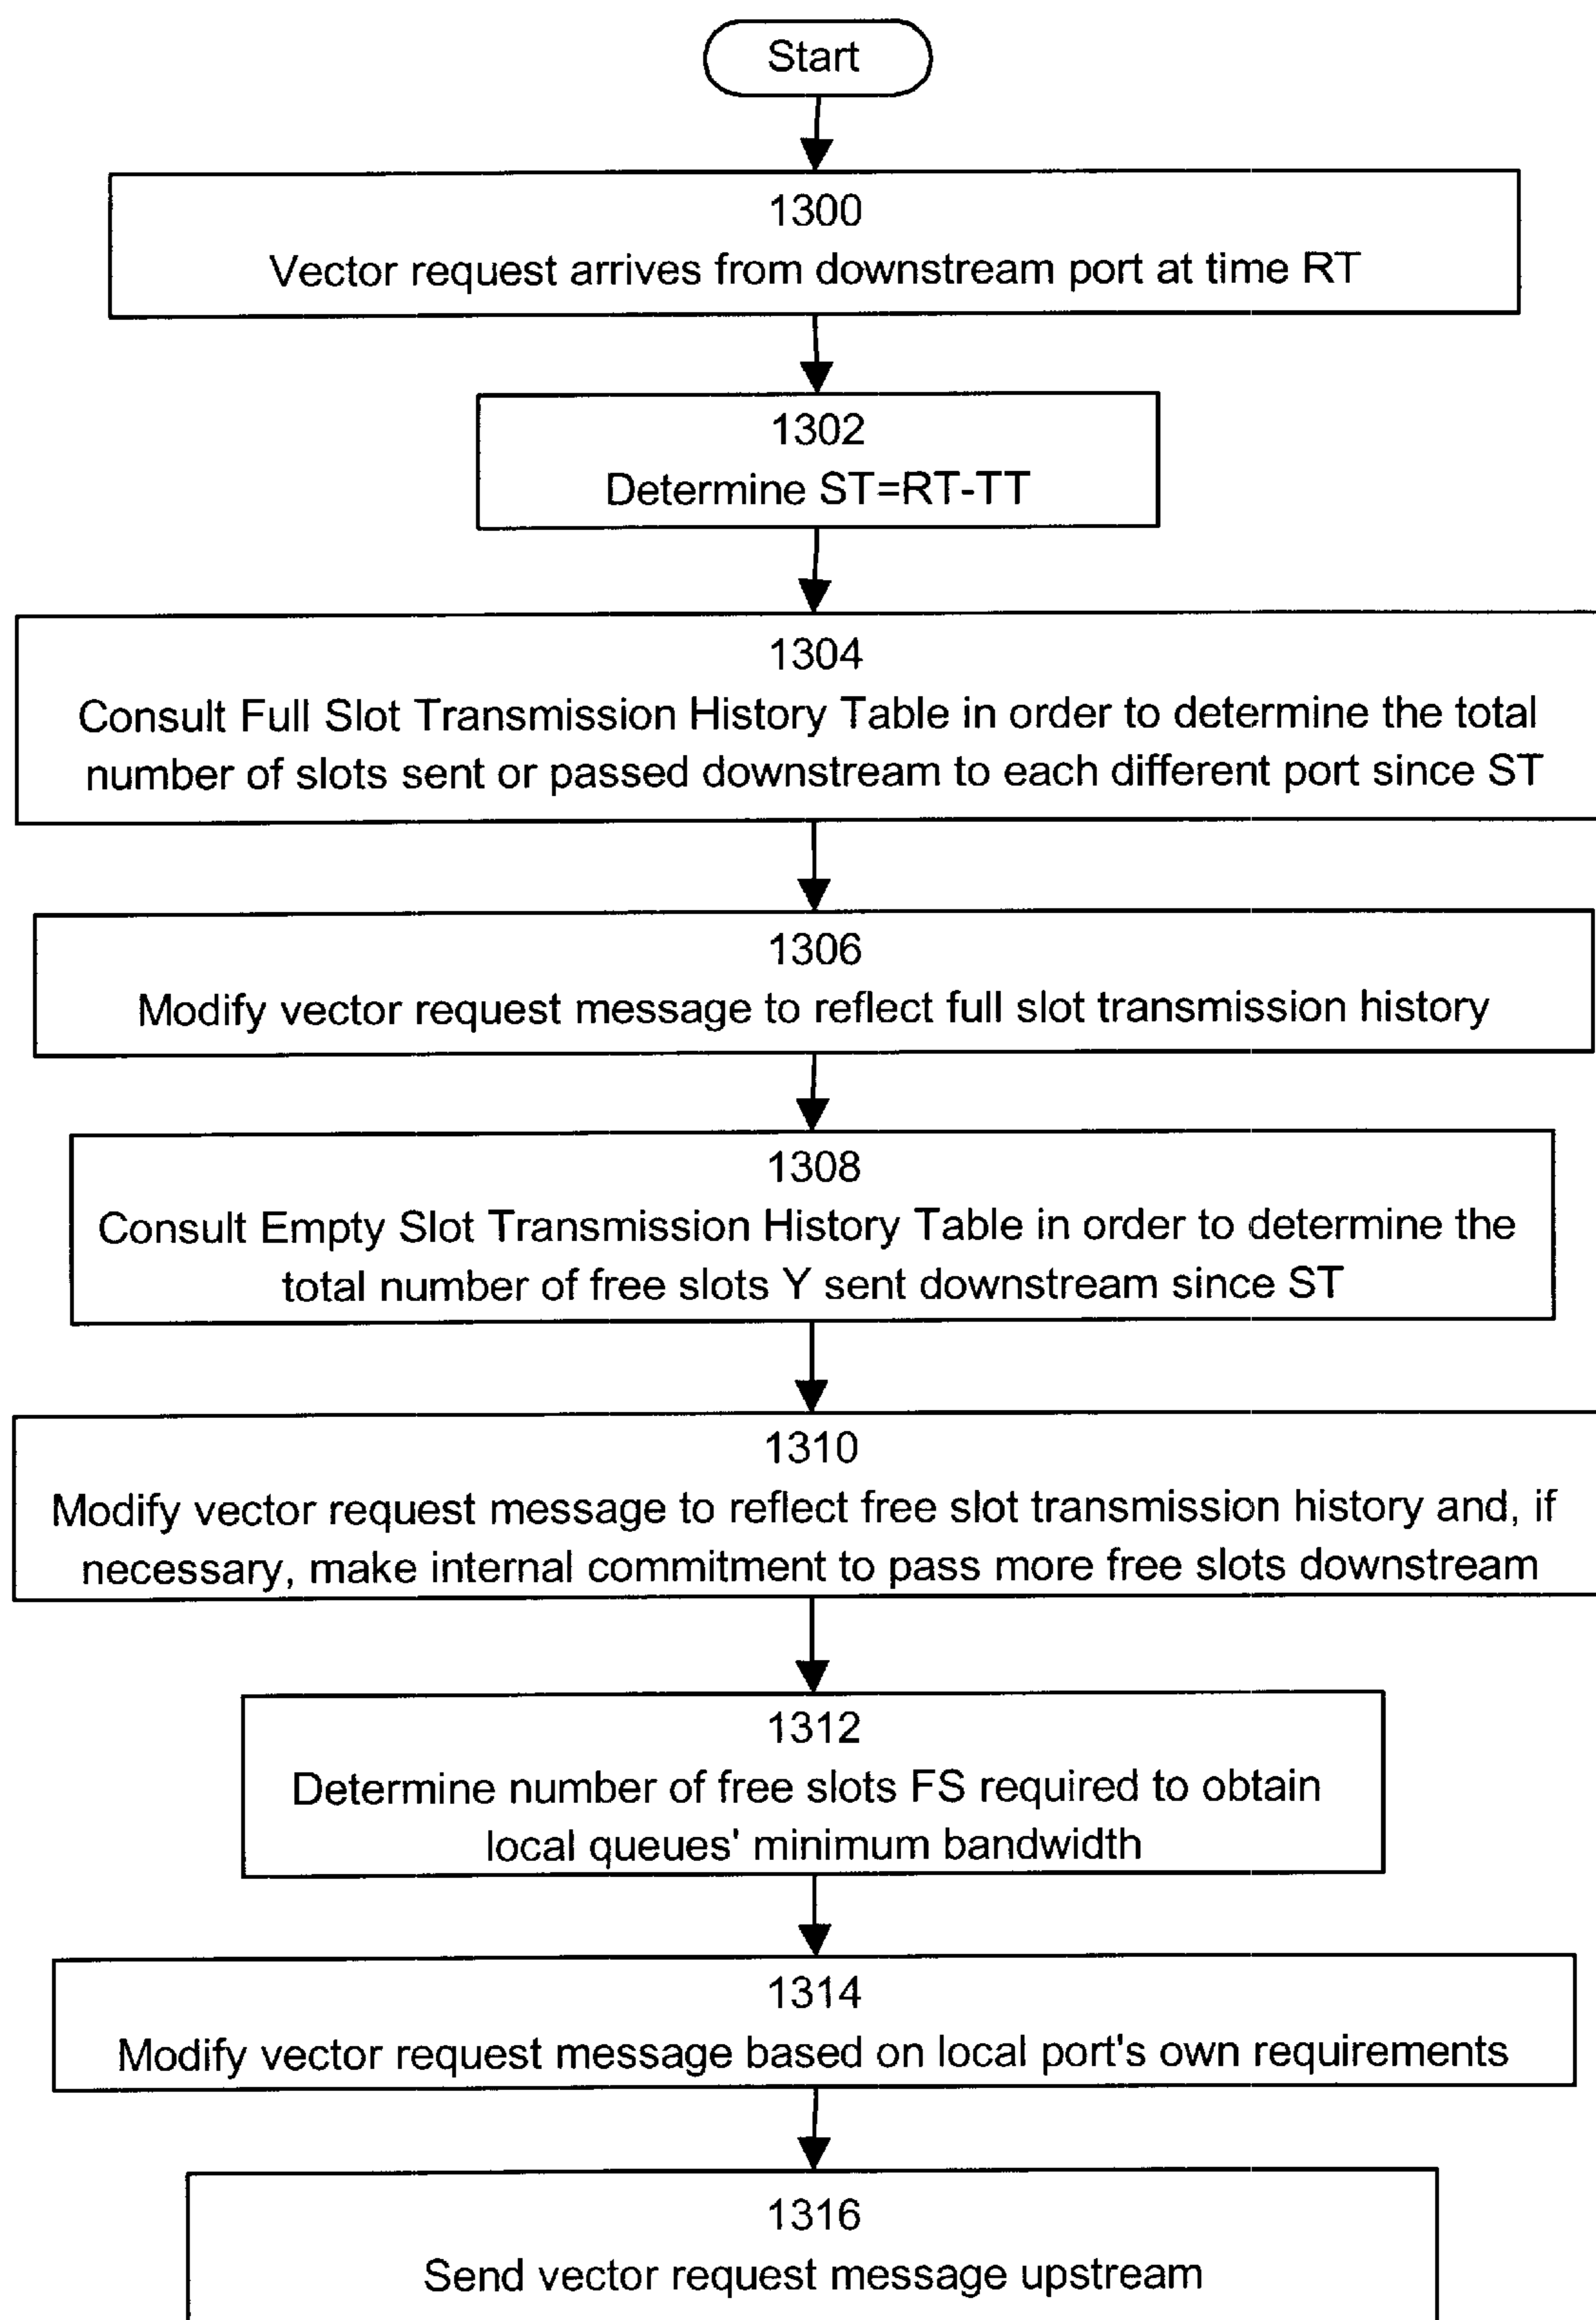 Start
1300
Vector request arrives from downstream port at time RT
1302
Determine ST=RT-TT
1304
Consult Full Slot Transmission History Table in order to determine the total
number of slots sent or passed downstream to each different port since ST
1306
Modify vector request message to reflect full slot transmission history
1308
Consult Empty Slot Transmission History Table in order to determine the
total number of free slots Y sent downstream since ST
1310
Modify vector request message to reflect free slot transmission history and, if
necessary, make internal commitment to pass more free slots downstream
1312
Determine number of free slots FS required to obtain
local queues' minimum bandwidth
1314
Modify vector request message based on local port's own requirements
1316
Send vector request message upstream